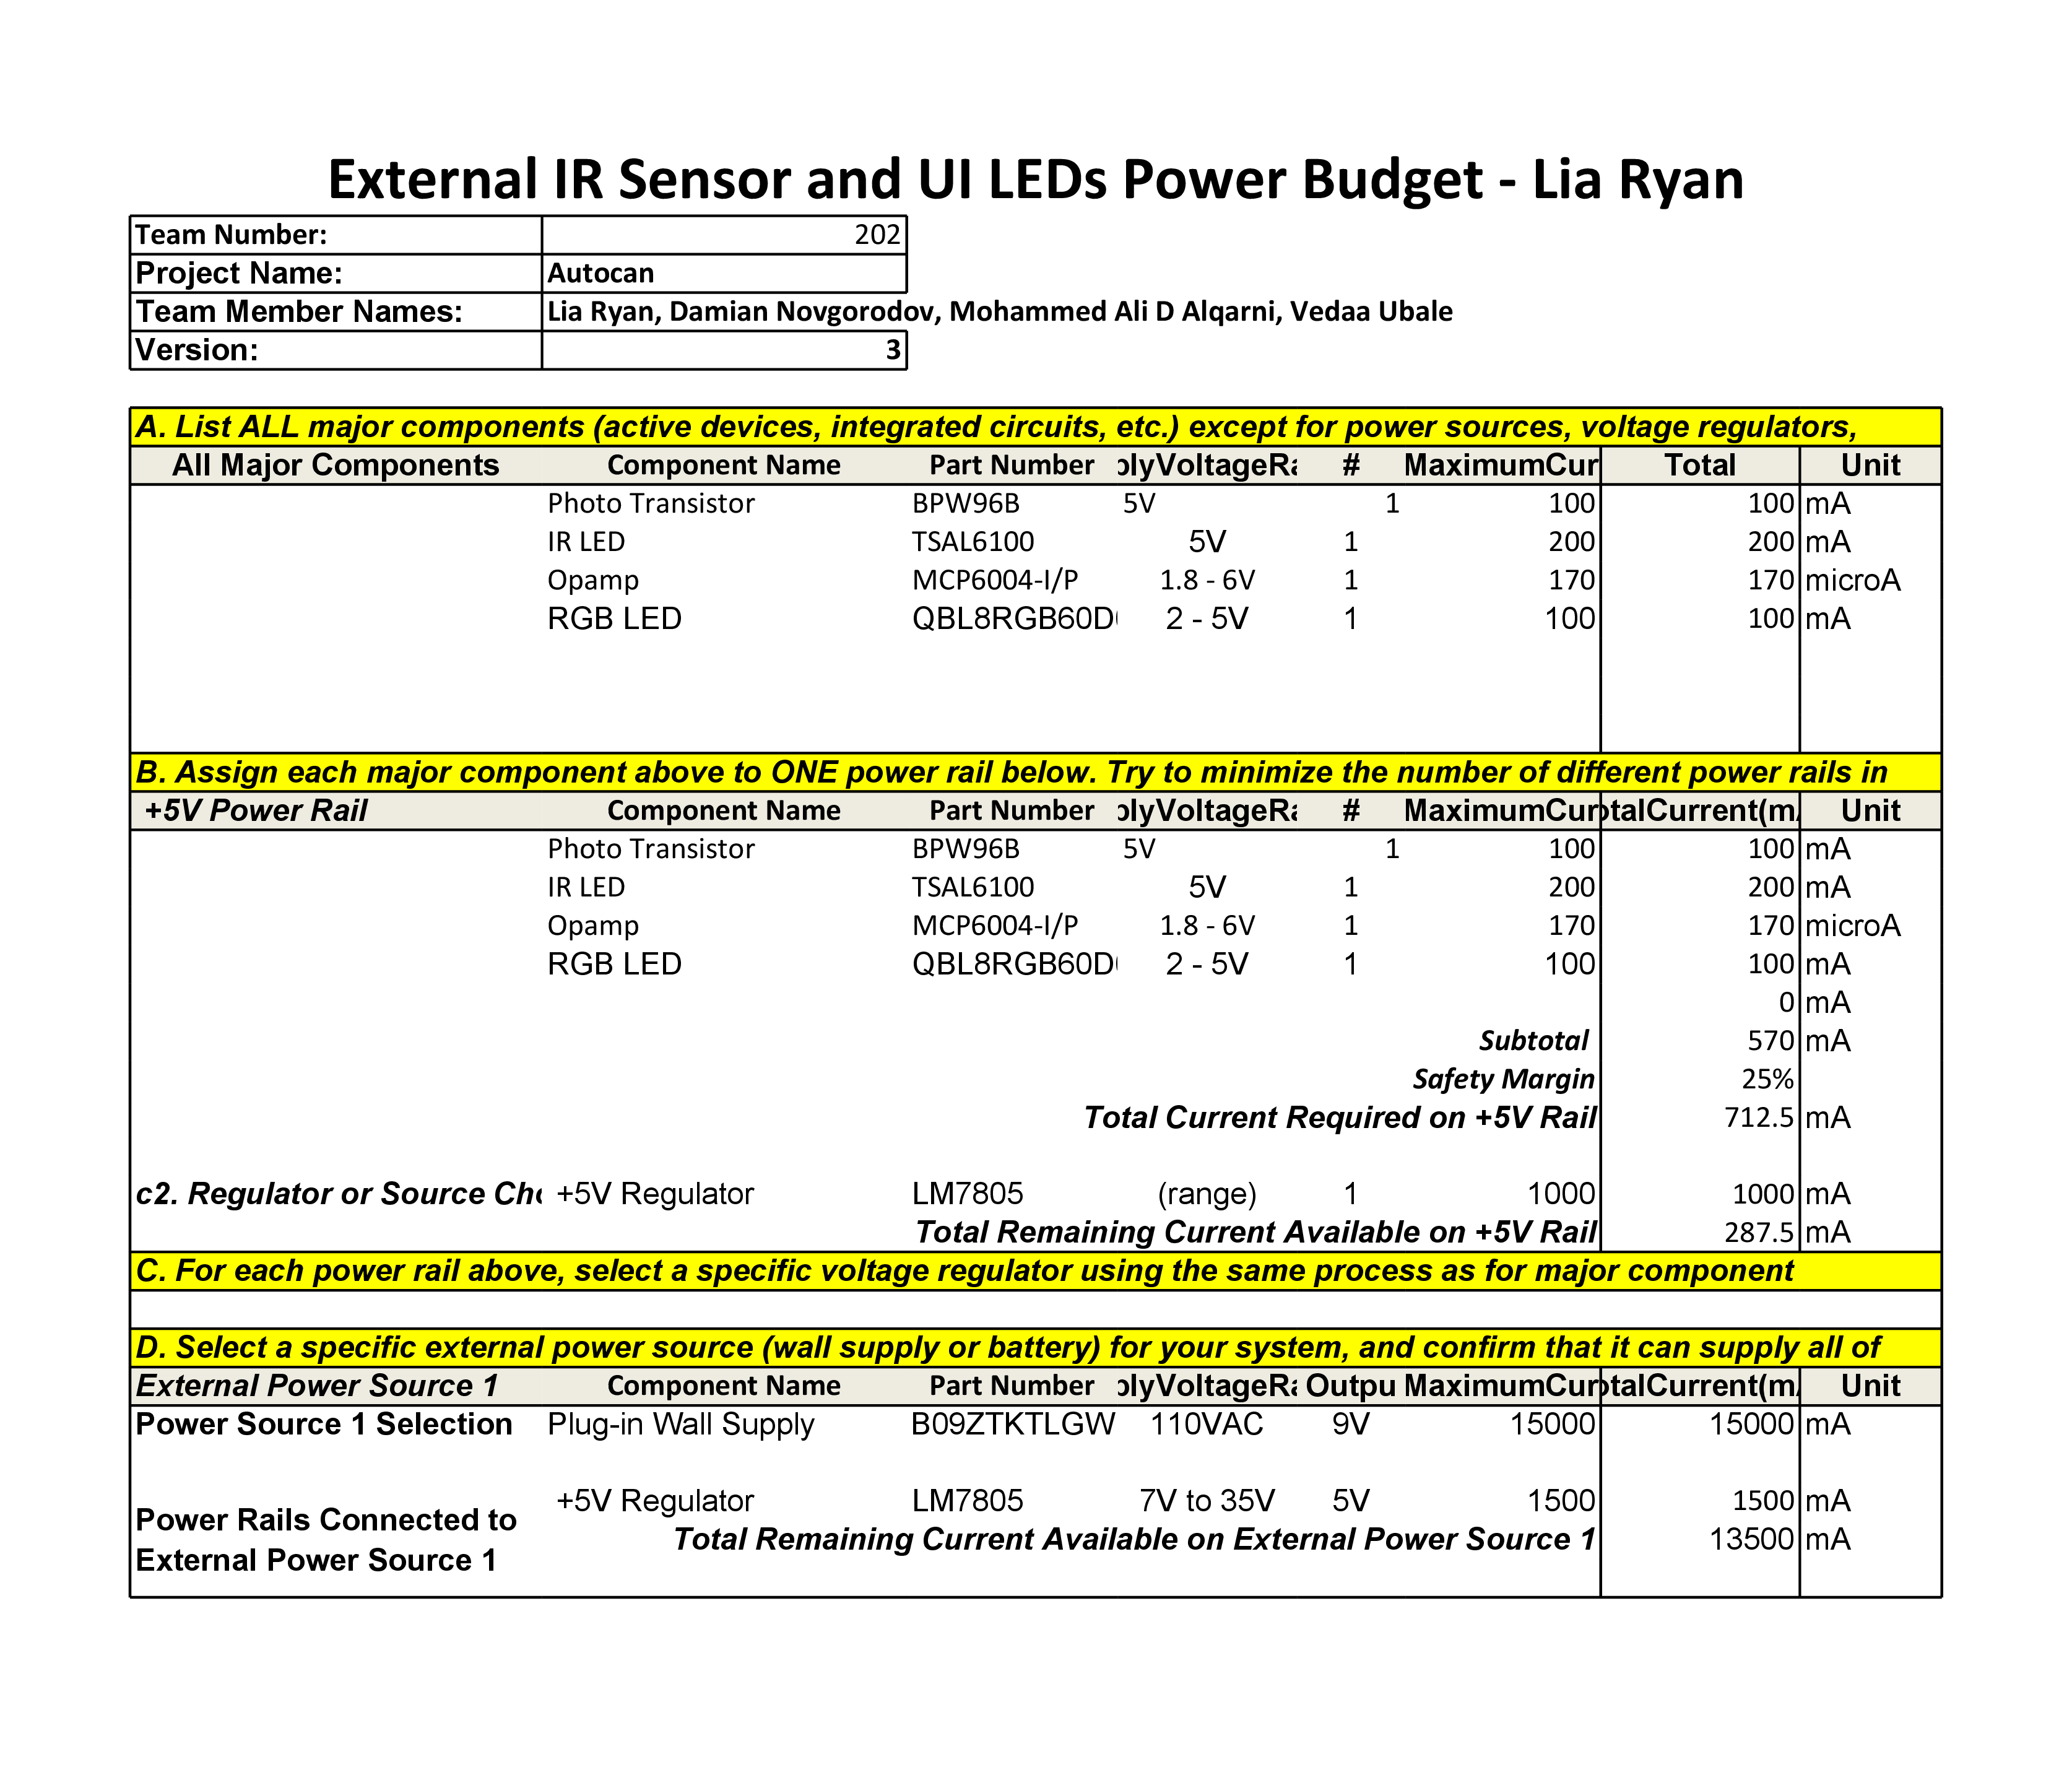 External IR Sensor and UI LEDs Power Budget - Lia Ryan
Team Number: 202
Project Name: Autocan
Team Member Names: Lia Ryan, Damian Novgorodov, Mohammed Ali D Alqarni, Vedaa Ubale
Version: 3
A. List ALL major components (active devices, integrated circuits, etc.) except for power sources, voltage regulators,
All Major Components Component Name Part Number plyVoltageRa # MaximumCur Total Unit
Photo Transistor BPW96B 5V 1 100 100 mA
IR LED TSAL6100 5V 1 200 200 mA
Opamp MCP6004-I/P 1.8 - 6V 1 170 170 microA
RGB LED QBL8RGB60D 2 - 5V 1 100 100 mA
B. Assign each major component above to ONE power rail below. Try to minimize the number of different power rails in
+5V Power Rail Component Name Part Number plyVoltageRa # MaximumCur otalCurrent(mA Unit
Photo Transistor BPW96B 5V 1 100 100 mA
IR LED TSAL6100 5V 1 200 200 mA
Opamp MCP6004-I/P 1.8 - 6V 1 170 170 microA
RGB LED QBL8RGB60D 2 - 5V 1 100 100 mA
0 mA
Subtotal 570 mA
Safety Margin 25%
Total Current Required on +5V Rail 712.5 mA
c2. Regulator or Source Cho +5V Regulator LM7805 (range) 1 1000 1000 mA
Total Remaining Current Available on +5V Rail 287.5 mA
C. For each power rail above, select a specific voltage regulator using the same process as for major component
D. Select a specific external power source (wall supply or battery) for your system, and confirm that it can supply all of
External Power Source 1 Component Name Part Number plyVoltageRa Outpu MaximumCur otalCurrent(mA Unit
Power Source 1 Selection Plug-in Wall Supply B09ZTKTLGW 110VAC 9V 15000 15000 mA
+5V Regulator LM7805 7V to 35V 5V 1500 1500 mA
Power Rails Connected to
External Power Source 1
Total Remaining Current Available on External Power Source 1 13500 mA